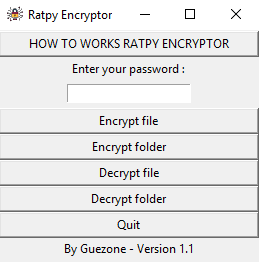 Ratpy Encryptor
HOW TO WORKS RATPY ENCRYPTOR
Enter your password :
Encrypt file
Encrypt folder
Decrypt file
Decrypt folder
Quit
By Guezone - Version 1.1